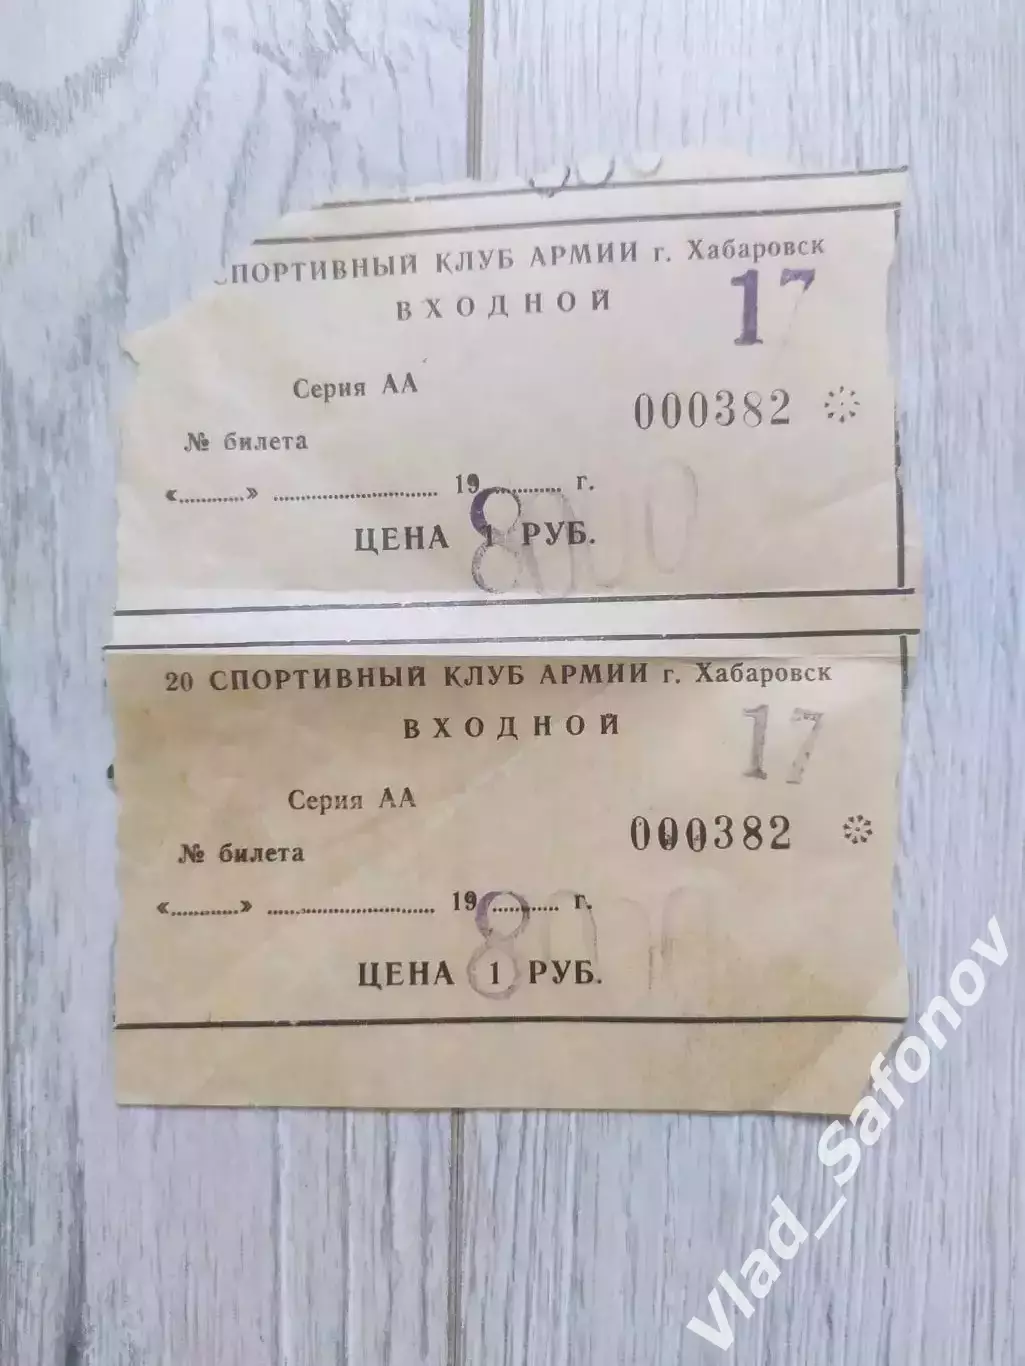 СПОРТИВНЫЙ КЛУБ АРМИИ г. Хабаровск
ВХОДНОЙ
17
Серия АА
000382
№ билета
«............» ............................... 19............. г.
ЦЕНА 1 РУБ.
8000
20 СПОРТИВНЫЙ КЛУБ АРМИИ г. Хабаровск
ВХОДНОЙ
17
Серия АА
000382
№ билета
«............» ............................... 19............. г.
ЦЕНА 1 РУБ.
80
Vlad_Safonov